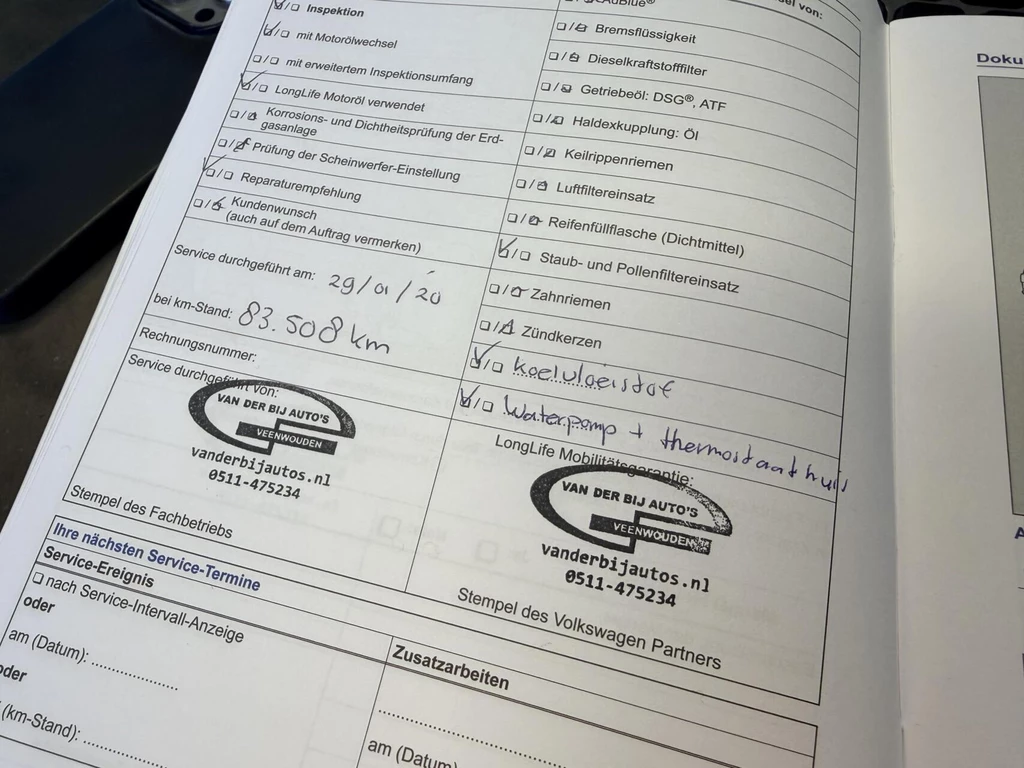 ☑/☐ Inspektion
☑/☐ mit Motorölwechsel
☐/☐ mit erweitertem Inspektionsumfang
☑/☐ LongLife Motoröl verwendet
☐/☑ Korrosions- und Dichtheitsprüfung der Erd-
gasanlage
☐/☑ Prüfung der Scheinwerfer-Einstellung
☑/☐ Reparaturempfehlung
☐/☑ Kundenwunsch
(auch auf dem Auftrag vermerken)
Service durchgeführt am: 29/01/20
bei km-Stand: 83.508 km
Rechnungsnummer:
Service durchgeführt von:
VAN DER BIJ AUTO'S
VEENWOUDEN
vanderbijautos.nl
0511-475234
Stempel des Fachbetriebs
sel von:
AdBlue®
☐/☑ Bremsflüssigkeit
☐/☑ Dieselkraftstofffilter
☐/☑ Getriebeöl: DSG®, ATF
☐/☑ Haldexkupplung: Öl
☐/☑ Keilrippenriemen
☐/☑ Luftfiltereinsatz
☐/☑ Reifenfüllflasche (Dichtmittel)
☑/☐ Staub- und Pollenfiltereinsatz
☐/☑ Zahnriemen
☐/☑ Zündkerzen
☑/☐ koelvloeistof
☑/☐ Waterpomp + thermostaathuis
LongLife Mobilitätsgarantie:
VAN DER BIJ AUTO'S
VEENWOUDEN
vanderbijautos.nl
0511-475234
Stempel des Volkswagen Partners
Ihre nächsten Service-Termine
Service-Ereignis
☐ nach Service-Intervall-Anzeige
oder
am (Datum): ....................
oder
(km-Stand): ....................
Zusatzarbeiten
....................
am (Datum)
Doku